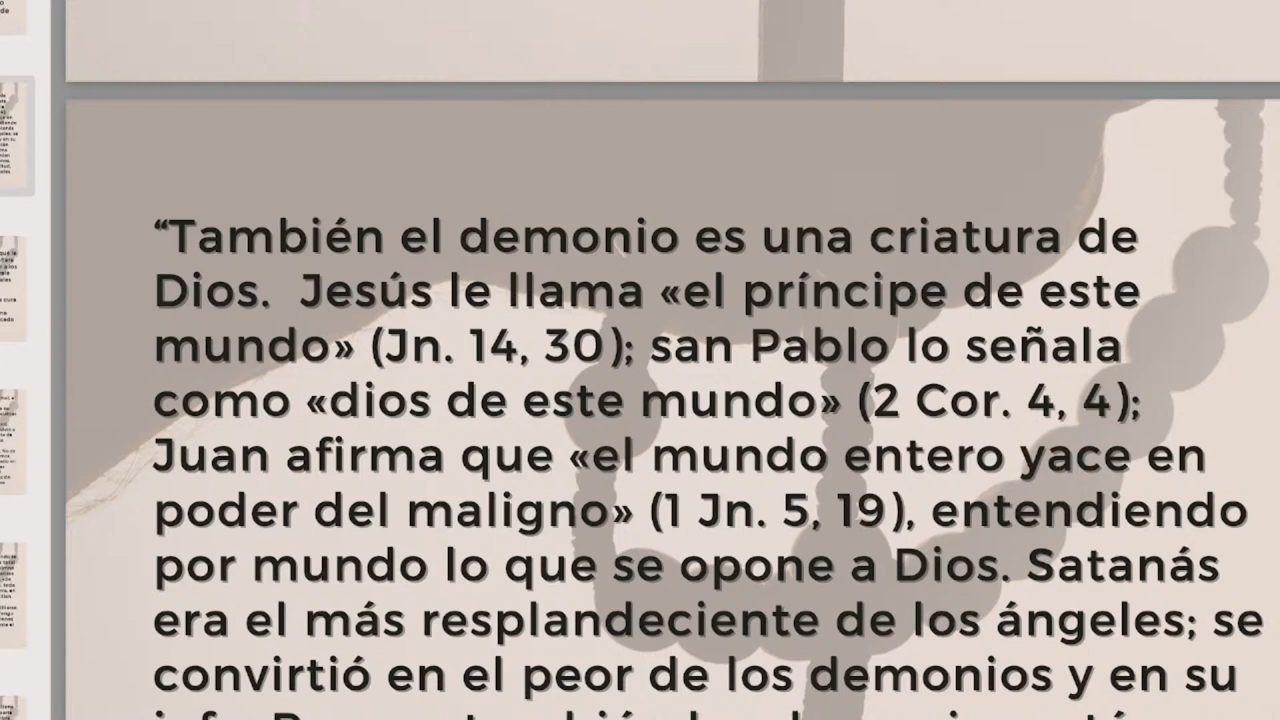 “También el demonio es una criatura de
Dios.  Jesús le llama «el príncipe de este
mundo» (Jn. 14, 30); san Pablo lo señala
como «dios de este mundo» (2 Cor. 4, 4);
Juan afirma que «el mundo entero yace en
poder del maligno» (1 Jn. 5, 19), entendiendo
por mundo lo que se opone a Dios. Satanás
era el más resplandeciente de los ángeles; se
convirtió en el peor de los demonios y en su